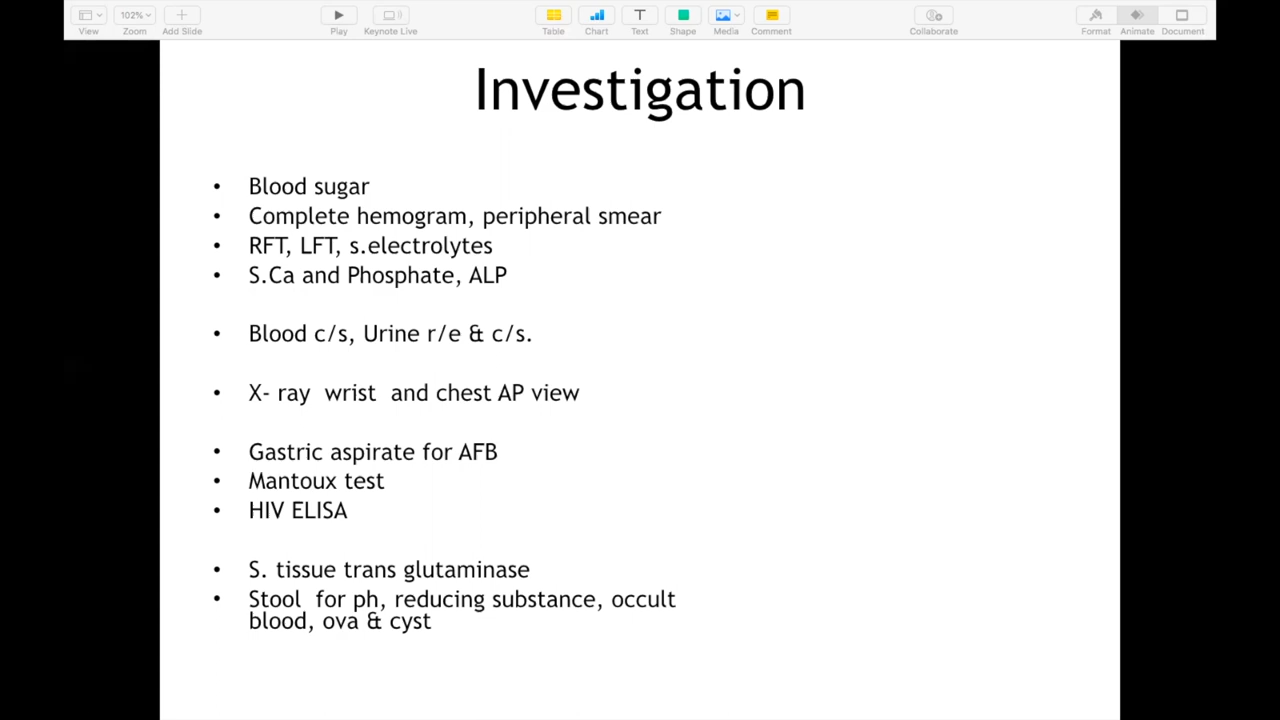 102%
View Zoom Add Slide Play Keynote Live Table Chart Text Shape Media Comment Collaborate Format Animate Document
Investigation
• Blood sugar
• Complete hemogram, peripheral smear
• RFT, LFT, s.electrolytes
• S.Ca and Phosphate, ALP
• Blood c/s, Urine r/e & c/s.
• X- ray wrist and chest AP view
• Gastric aspirate for AFB
• Mantoux test
• HIV ELISA
• S. tissue trans glutaminase
• Stool for ph, reducing substance, occult
blood, ova & cyst